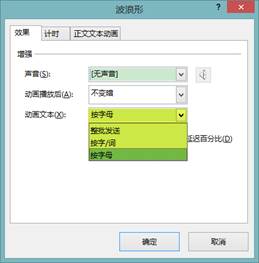 波浪形
效果 计时 正文文本动画
增强
声音(S): [无声音]
动画播放后(A): 不变暗
动画文本(X): 按字母
整批发送
按字/词 延迟百分比(D)
按字母
确定 取消